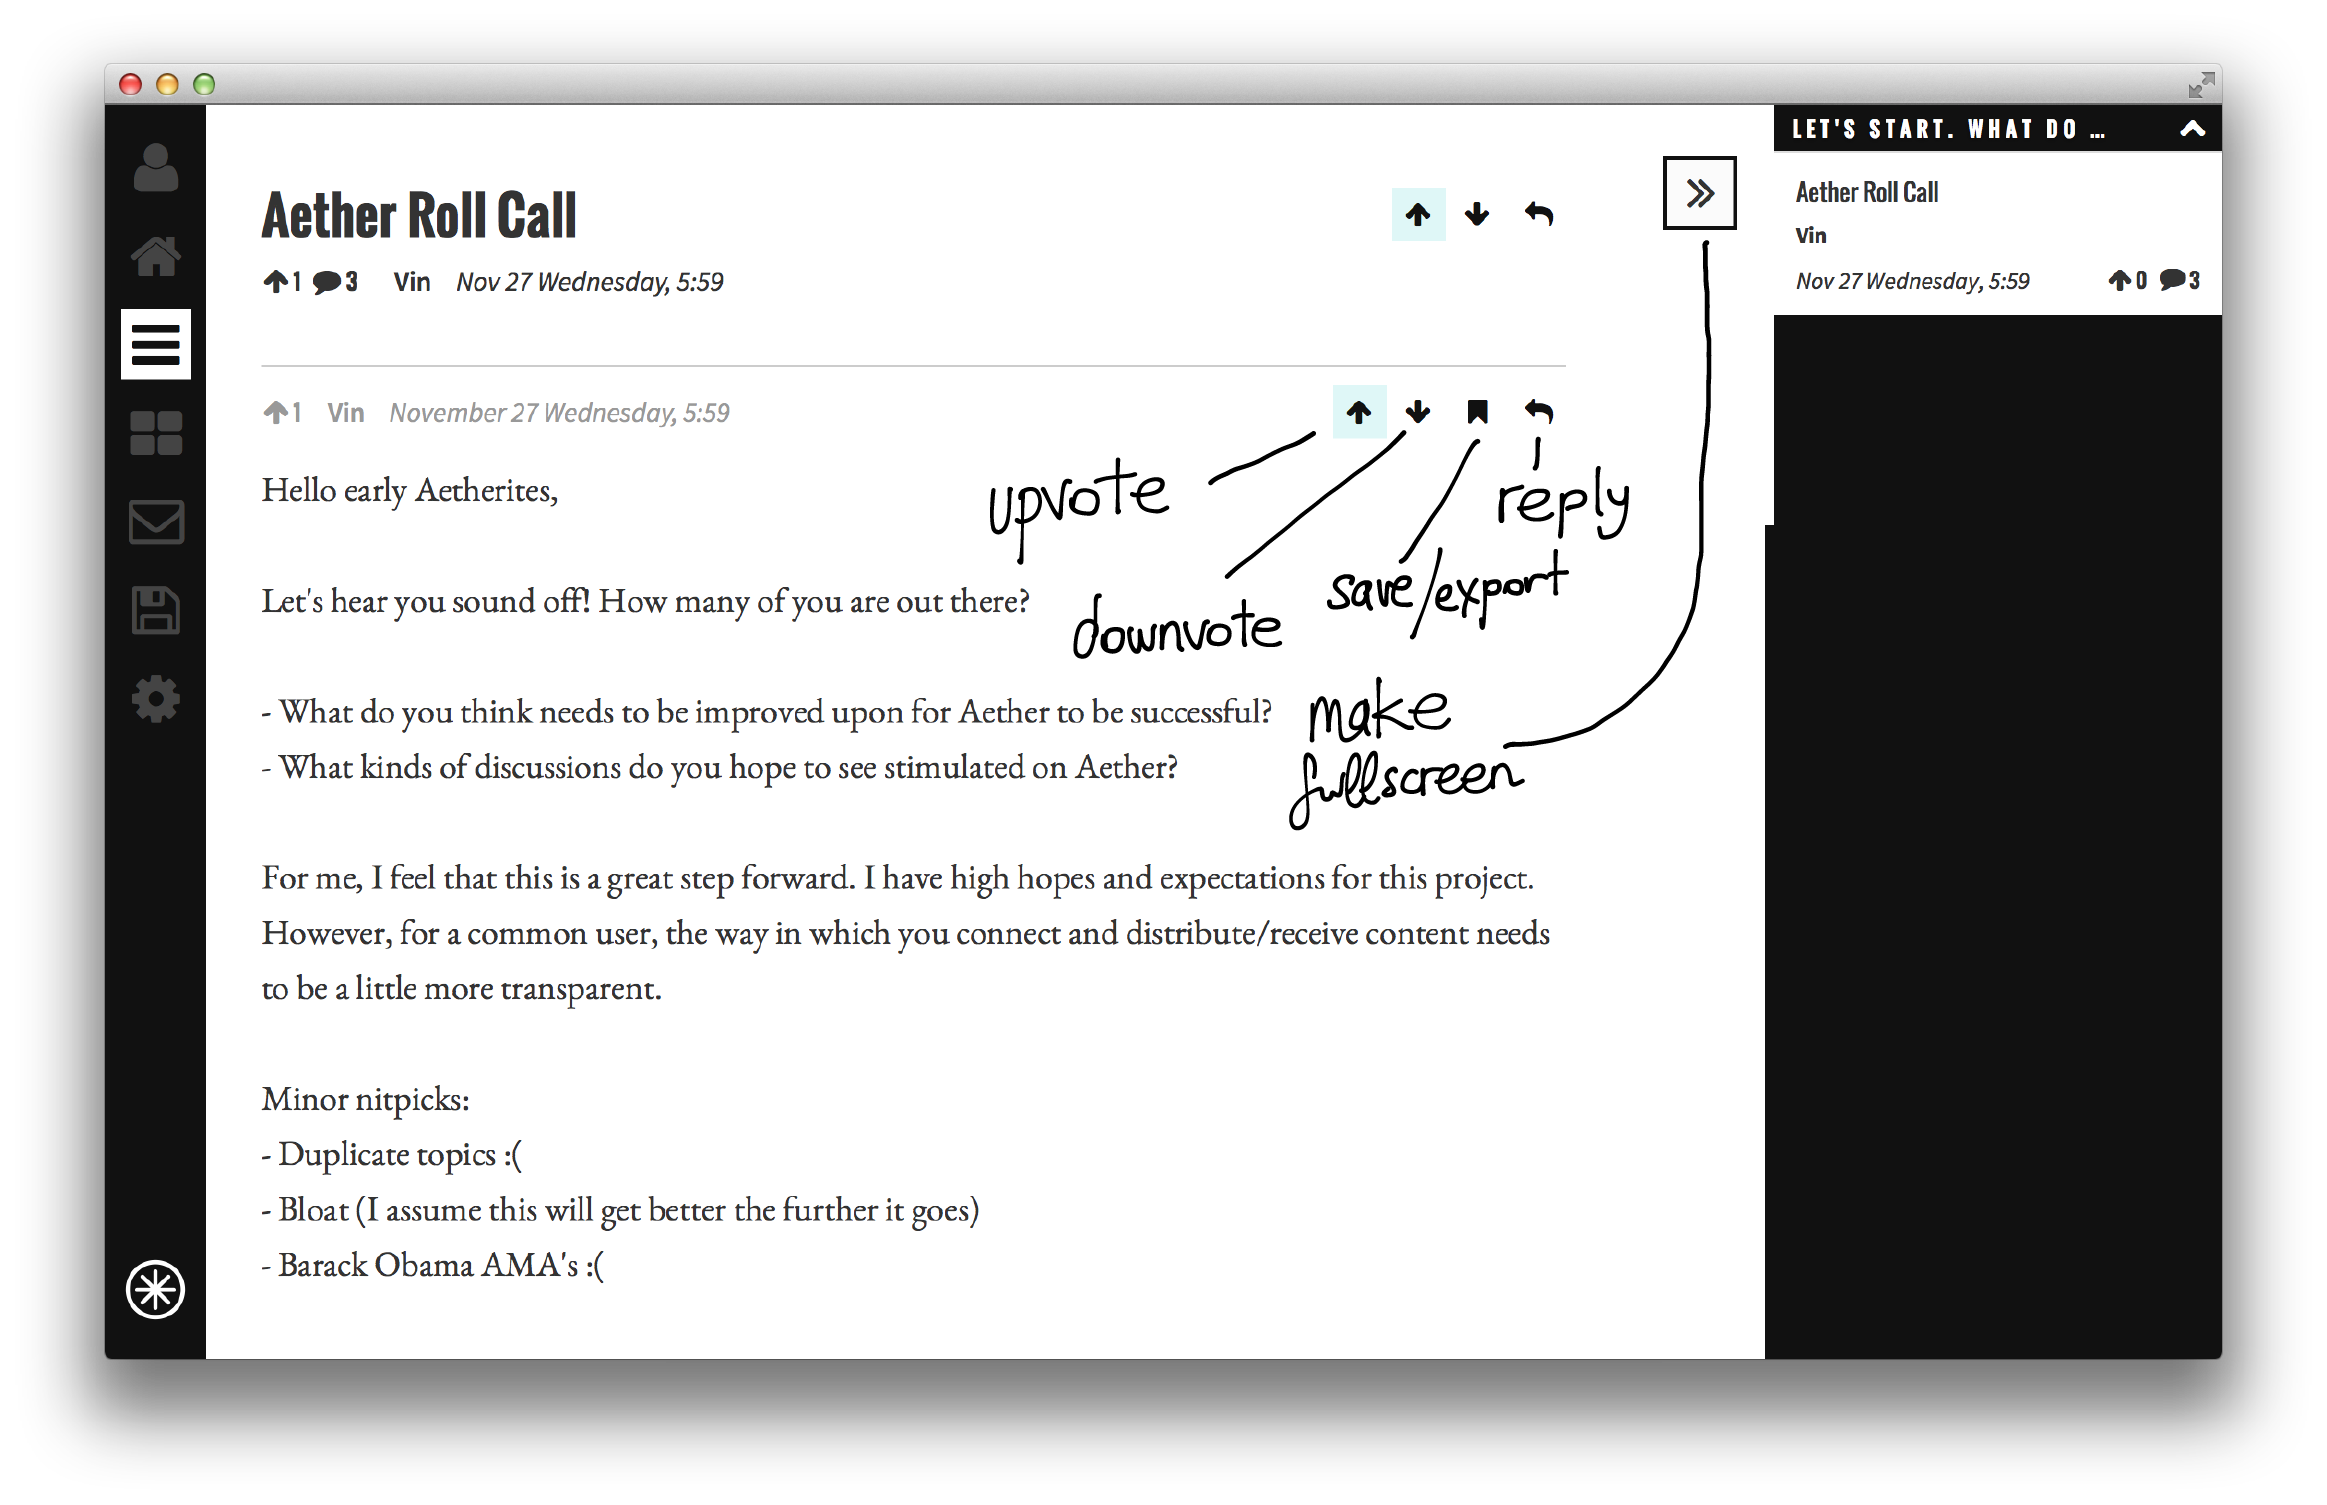 LET'S START. WHAT DO ...
Aether Roll Call
1 3 Vin Nov 27 Wednesday, 5:59
Aether Roll Call
Vin
Nov 27 Wednesday, 5:59 0 3
1 Vin November 27 Wednesday, 5:59
Hello early Aetherites,
upvote
reply
Let's hear you sound off! How many of you are out there?
downvote
save/export
- What do you think needs to be improved upon for Aether to be successful?
- What kinds of discussions do you hope to see stimulated on Aether?
make
fullscreen
For me, I feel that this is a great step forward. I have high hopes and expectations for this project.
However, for a common user, the way in which you connect and distribute/receive content needs
to be a little more transparent.
Minor nitpicks:
- Duplicate topics :(
- Bloat (I assume this will get better the further it goes)
- Barack Obama AMA's :(